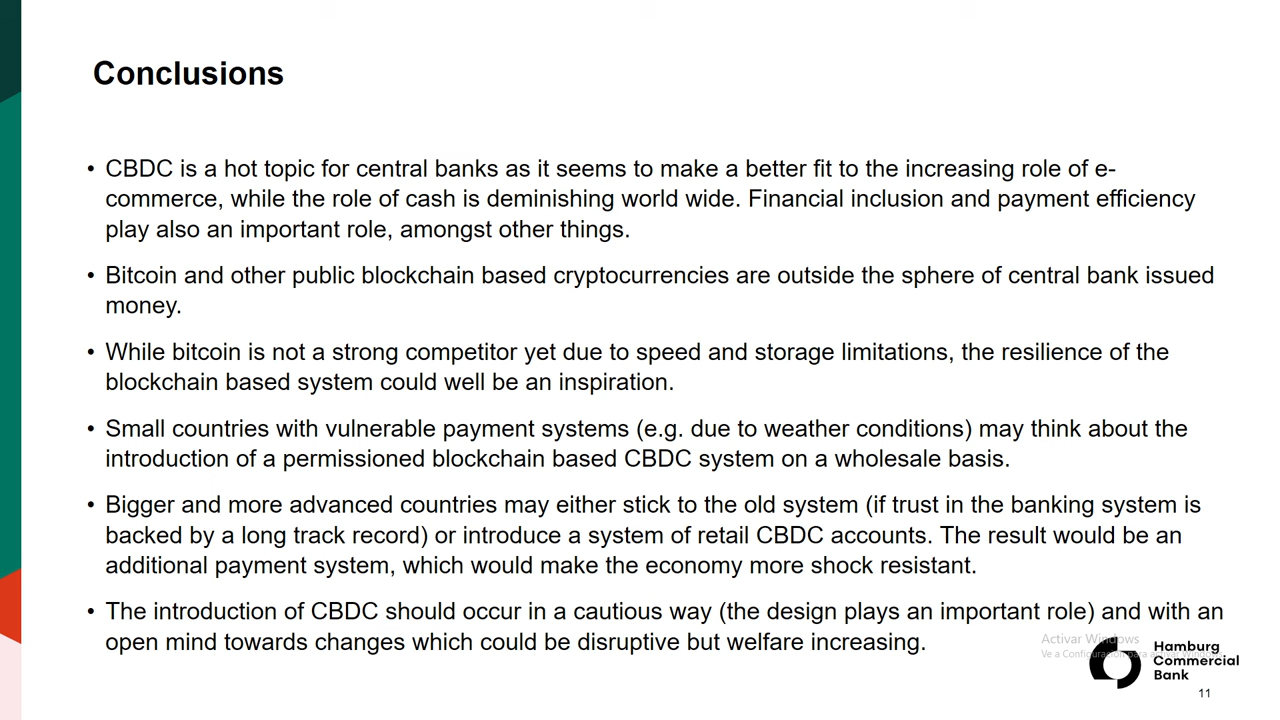 Conclusions
• CBDC is a hot topic for central banks as it seems to make a better fit to the increasing role of e-
commerce, while the role of cash is deminishing world wide. Financial inclusion and payment efficiency
play also an important role, amongst other things.
• Bitcoin and other public blockchain based cryptocurrencies are outside the sphere of central bank issued
money.
• While bitcoin is not a strong competitor yet due to speed and storage limitations, the resilience of the
blockchain based system could well be an inspiration.
• Small countries with vulnerable payment systems (e.g. due to weather conditions) may think about the
introduction of a permissioned blockchain based CBDC system on a wholesale basis.
• Bigger and more advanced countries may either stick to the old system (if trust in the banking system is
backed by a long track record) or introduce a system of retail CBDC accounts. The result would be an
additional payment system, which would make the economy more shock resistant.
• The introduction of CBDC should occur in a cautious way (the design plays an important role) and with an
open mind towards changes which could be disruptive but welfare increasing.
Activar Windows
Ve a Configuración para activar Windows
Hamburg
Commercial
Bank
11